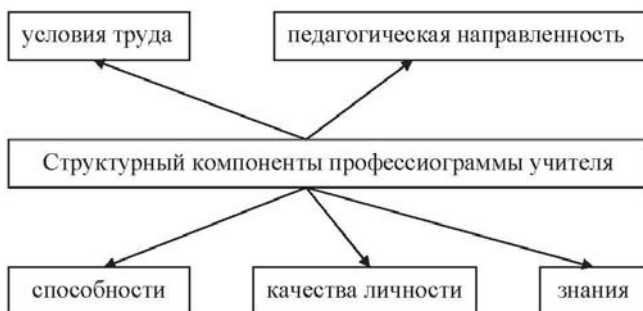 условия труда
педагогическая направленность
Структурный компоненты профессиограммы учителя
способности
качества личности
знания